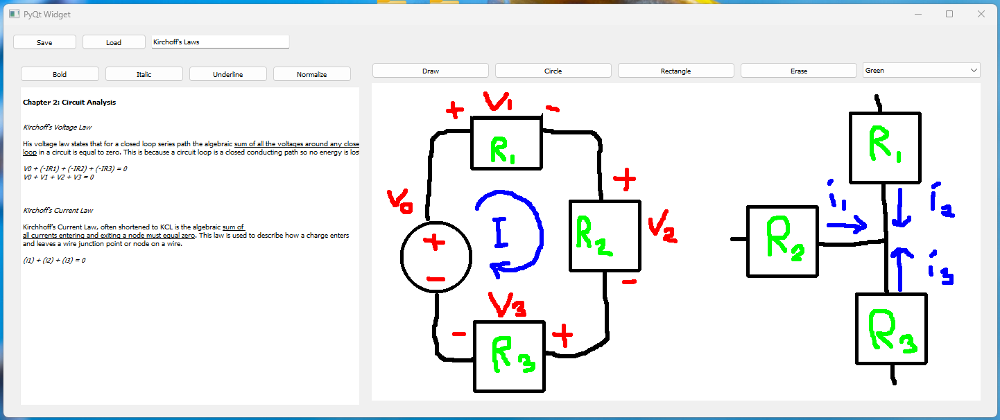 PyQt Widget
Save Load Kirchoff's Laws
Bold Italic Underline Normalize
Draw Circle Rectangle Erase Green
Chapter 2: Circuit Analysis
Kirchoff's Voltage Law
His voltage law states that for a closed loop series path the algebraic sum of all the voltages around any close
loop in a circuit is equal to zero. This is because a circuit loop is a closed conducting path so no energy is los
V0 + (-IR1) + (-IR2) + (-IR3) = 0
V0 + V1 + V2 + V3 = 0
Kirchoff's Current Law
Kirchhoff's Current Law, often shortened to KCL is the algebraic sum of
all currents entering and exiting a node must equal zero. This law is used to describe how a charge enters
and leaves a wire junction point or node on a wire.
(i1) + (i2) + (i3) = 0
+ V1 -
R1
+
V0
V2
+
-
I
R2
-
V3
- +
R3
R1
i1 i2
R2
i3
R3